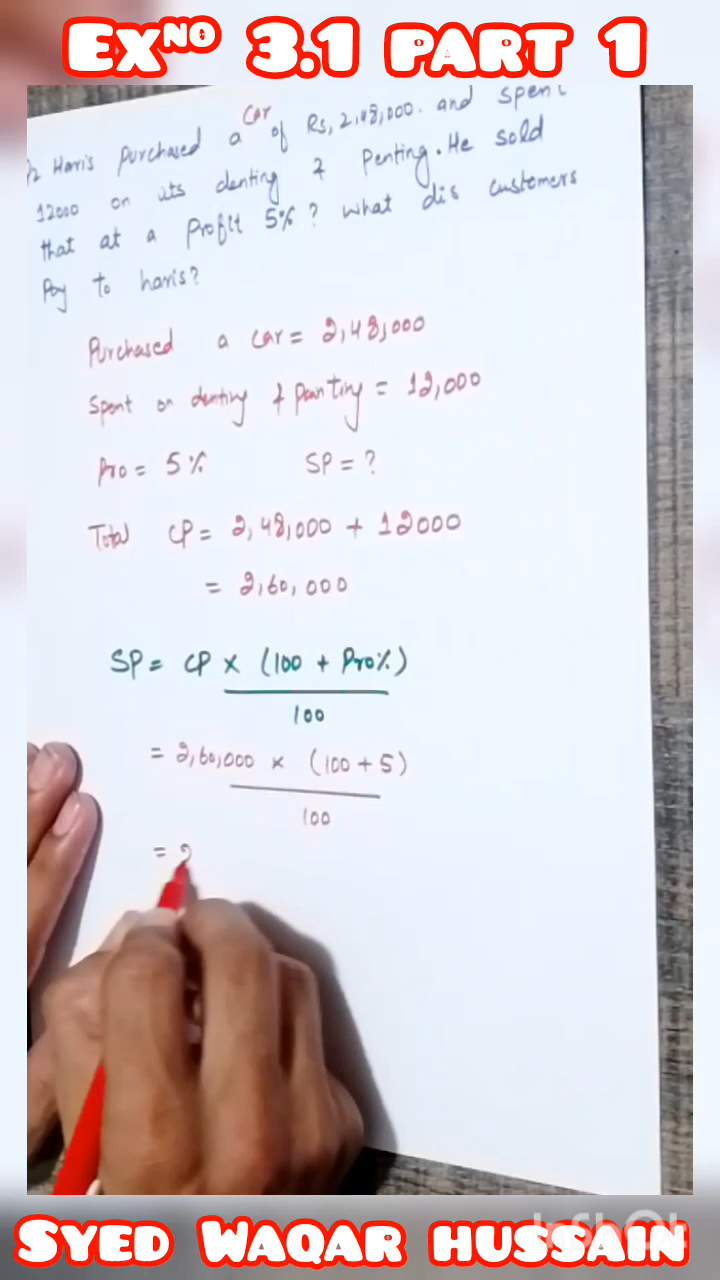 Exᴺᴼ 3.1 PART 1
Haris Purchased a Car of Rs, 2,48,000. and spent
12000 on its denting & Penting. He sold
that at a Profit 5%? What dis customers
Pay to haris?
Purchased a Car = 2,48,000
Spent on denting & Painting = 12,000
Pro = 5% SP = ?
Total CP = 2,48,000 + 12000
= 2,60,000
SP = CP × (100 + Pro%)
100
= 2,60,000 × (100 + 5)
100
= 2
SYED WAQAR HUSSAIN